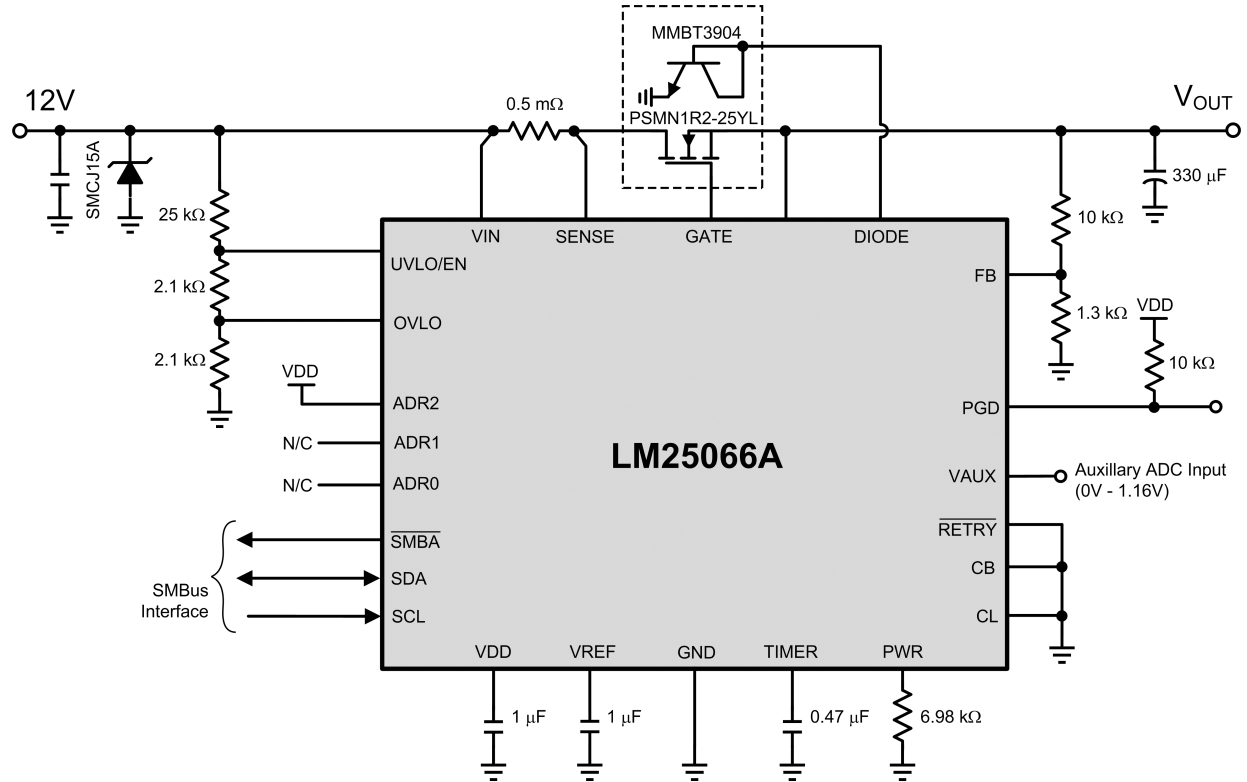 MMBT3904
12V
0.5 mΩ
PSMN1R2-25YL
VOUT
SMCJ15A
330 μF
25 kΩ
10 kΩ
VIN
SENSE
GATE
DIODE
UVLO/EN
FB
2.1 kΩ
1.3 kΩ
VDD
OVLO
2.1 kΩ
10 kΩ
VDD
ADR2
PGD
N/C
ADR1
LM25066A
N/C
ADR0
VAUX
Auxillary ADC Input
(0V - 1.16V)
SMBA
RETRY
SMBus
Interface
SDA
CB
SCL
CL
VDD
VREF
GND
TIMER
PWR
1 μF
1 μF
0.47 μF
6.98 kΩ